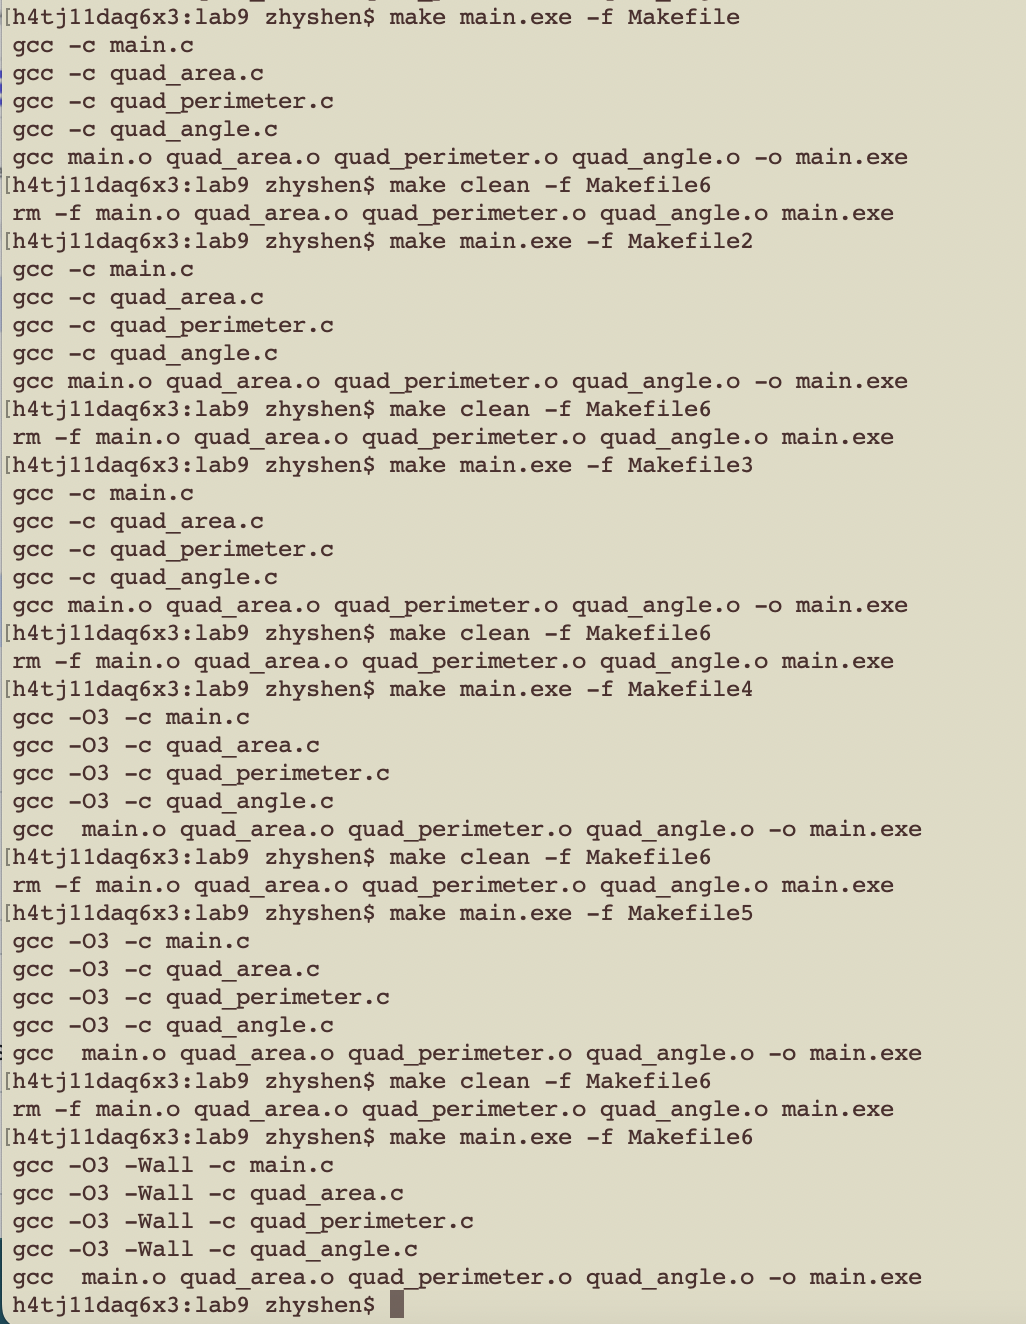 [h4tj11daq6x3:lab9 zhyshen$ make main.exe -f Makefile
gcc -c main.c
gcc -c quad_area.c
gcc -c quad_perimeter.c
gcc -c quad_angle.c
gcc main.o quad_area.o quad_perimeter.o quad_angle.o -o main.exe
[h4tj11daq6x3:lab9 zhyshen$ make clean -f Makefile6
rm -f main.o quad_area.o quad_perimeter.o quad_angle.o main.exe
[h4tj11daq6x3:lab9 zhyshen$ make main.exe -f Makefile2
gcc -c main.c
gcc -c quad_area.c
gcc -c quad_perimeter.c
gcc -c quad_angle.c
gcc main.o quad_area.o quad_perimeter.o quad_angle.o -o main.exe
[h4tj11daq6x3:lab9 zhyshen$ make clean -f Makefile6
rm -f main.o quad_area.o quad_perimeter.o quad_angle.o main.exe
[h4tj11daq6x3:lab9 zhyshen$ make main.exe -f Makefile3
gcc -c main.c
gcc -c quad_area.c
gcc -c quad_perimeter.c
gcc -c quad_angle.c
gcc main.o quad_area.o quad_perimeter.o quad_angle.o -o main.exe
[h4tj11daq6x3:lab9 zhyshen$ make clean -f Makefile6
rm -f main.o quad_area.o quad_perimeter.o quad_angle.o main.exe
[h4tj11daq6x3:lab9 zhyshen$ make main.exe -f Makefile4
gcc -O3 -c main.c
gcc -O3 -c quad_area.c
gcc -O3 -c quad_perimeter.c
gcc -O3 -c quad_angle.c
gcc  main.o quad_area.o quad_perimeter.o quad_angle.o -o main.exe
[h4tj11daq6x3:lab9 zhyshen$ make clean -f Makefile6
rm -f main.o quad_area.o quad_perimeter.o quad_angle.o main.exe
[h4tj11daq6x3:lab9 zhyshen$ make main.exe -f Makefile5
gcc -O3 -c main.c
gcc -O3 -c quad_area.c
gcc -O3 -c quad_perimeter.c
gcc -O3 -c quad_angle.c
gcc  main.o quad_area.o quad_perimeter.o quad_angle.o -o main.exe
[h4tj11daq6x3:lab9 zhyshen$ make clean -f Makefile6
rm -f main.o quad_area.o quad_perimeter.o quad_angle.o main.exe
[h4tj11daq6x3:lab9 zhyshen$ make main.exe -f Makefile6
gcc -O3 -Wall -c main.c
gcc -O3 -Wall -c quad_area.c
gcc -O3 -Wall -c quad_perimeter.c
gcc -O3 -Wall -c quad_angle.c
gcc  main.o quad_area.o quad_perimeter.o quad_angle.o -o main.exe
h4tj11daq6x3:lab9 zhyshen$